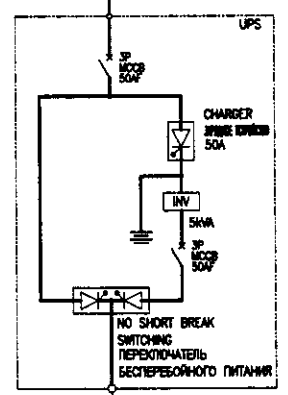 UPS
3P
MCCB
50AF
CHARGER
50A
INV
5kVA
3P
MCCB
50AF
NO SHORT BREAK
SWITCHING
ПЕРЕКЛЮЧАТЕЛЬ
БЕСПЕРЕБОЙНОГО ПИТАНИЯ